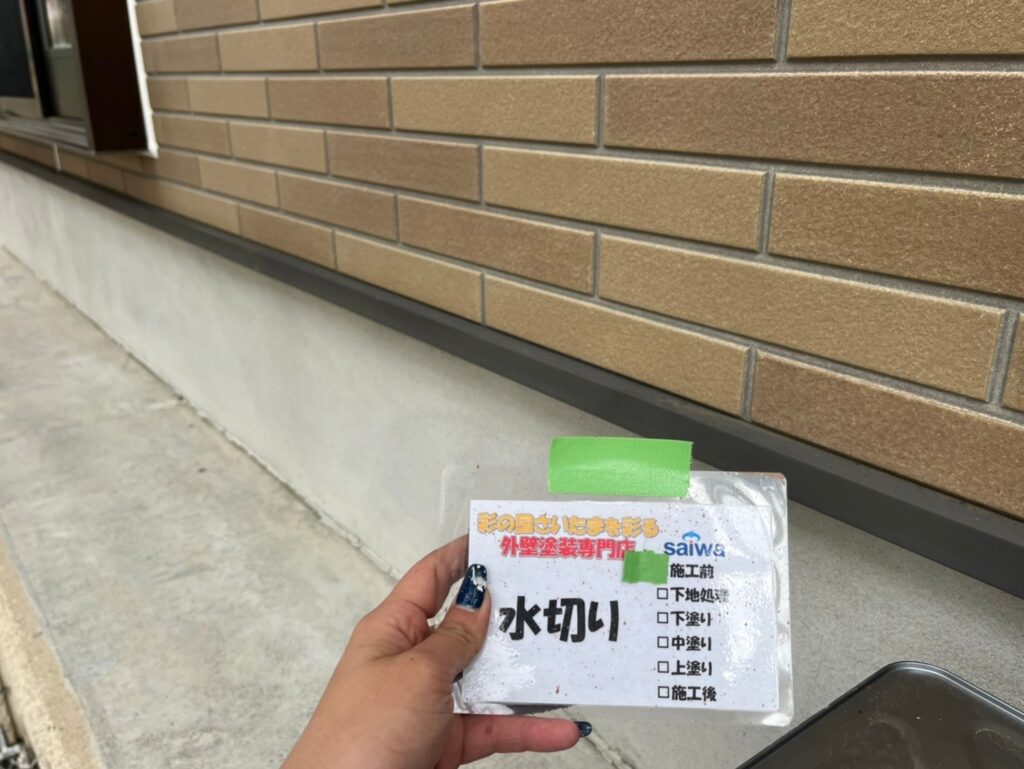 彩の国さいたまを彩る
外壁塗装専門店
saiwa
施工前
水切り
□下地処理
□下塗り
□中塗り
□上塗り
□施工後